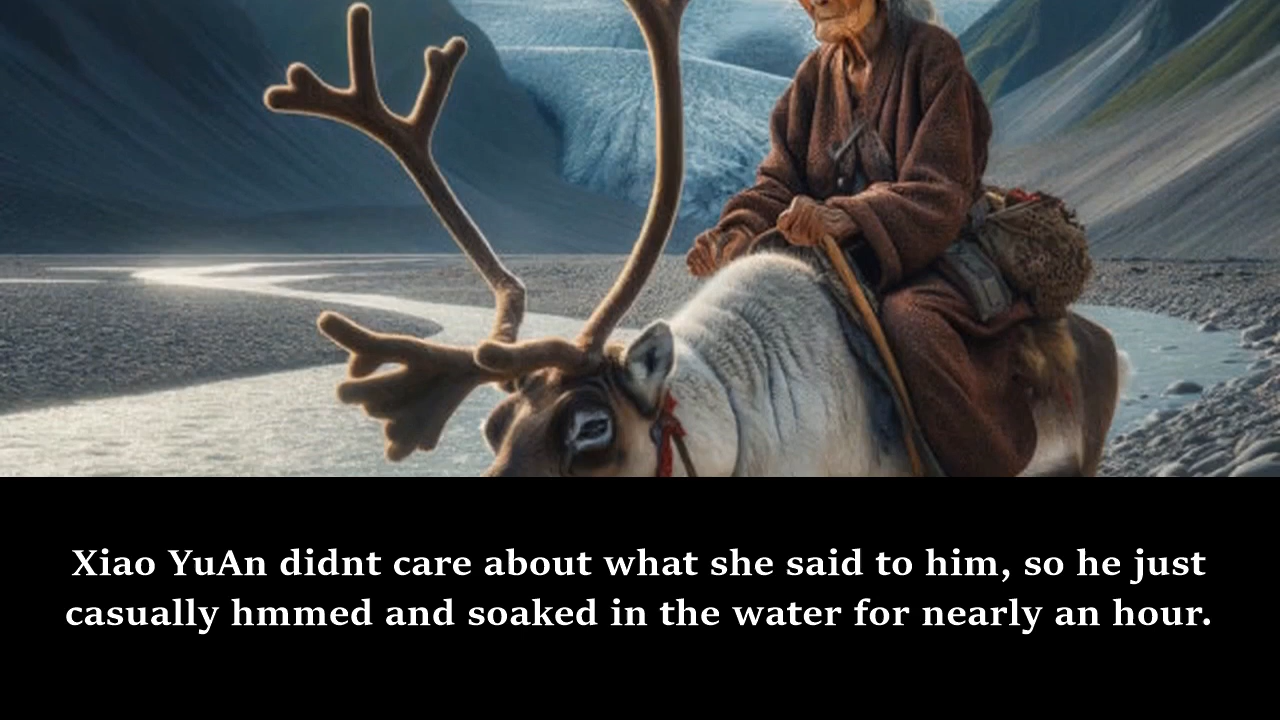 Xiao YuAn didnt care about what she said to him, so he just
casually hmmed and soaked in the water for nearly an hour.